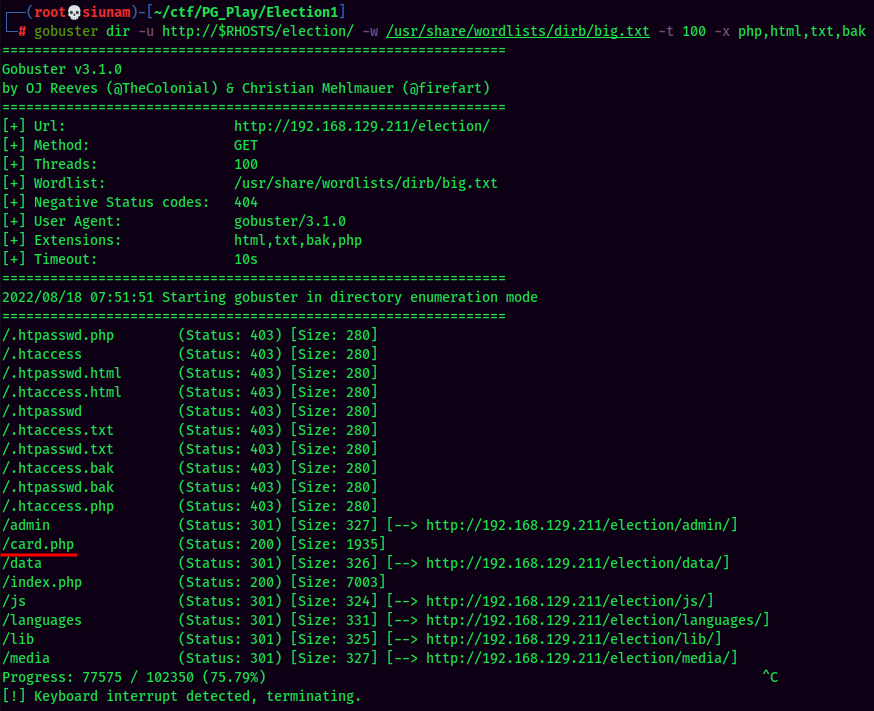 ┌──(root💀siunam)-[~/ctf/PG_Play/Election1]
└─# gobuster dir -u http://$RHOSTS/election/ -w /usr/share/wordlists/dirb/big.txt -t 100 -x php,html,txt,bak
===============================================================
Gobuster v3.1.0
by OJ Reeves (@TheColonial) & Christian Mehlmauer (@firefart)
===============================================================
[+] Url:                     http://192.168.129.211/election/
[+] Method:                  GET
[+] Threads:                 100
[+] Wordlist:                /usr/share/wordlists/dirb/big.txt
[+] Negative Status codes:   404
[+] User Agent:              gobuster/3.1.0
[+] Extensions:              html,txt,bak,php
[+] Timeout:                 10s
===============================================================
2022/08/18 07:51:51 Starting gobuster in directory enumeration mode
===============================================================
/.htpasswd.php        (Status: 403) [Size: 280]
/.htaccess            (Status: 403) [Size: 280]
/.htpasswd.html       (Status: 403) [Size: 280]
/.htaccess.html       (Status: 403) [Size: 280]
/.htpasswd            (Status: 403) [Size: 280]
/.htaccess.txt        (Status: 403) [Size: 280]
/.htpasswd.txt        (Status: 403) [Size: 280]
/.htaccess.bak        (Status: 403) [Size: 280]
/.htpasswd.bak        (Status: 403) [Size: 280]
/.htaccess.php        (Status: 403) [Size: 280]
/admin                (Status: 301) [Size: 327] [--> http://192.168.129.211/election/admin/]
/card.php             (Status: 200) [Size: 1935]
/data                 (Status: 301) [Size: 326] [--> http://192.168.129.211/election/data/]
/index.php            (Status: 200) [Size: 7003]
/js                   (Status: 301) [Size: 324] [--> http://192.168.129.211/election/js/]
/languages            (Status: 301) [Size: 331] [--> http://192.168.129.211/election/languages/]
/lib                  (Status: 301) [Size: 325] [--> http://192.168.129.211/election/lib/]
/media                (Status: 301) [Size: 327] [--> http://192.168.129.211/election/media/]
Progress: 77575 / 102350 (75.79%)                                                              ^C
[!] Keyboard interrupt detected, terminating.